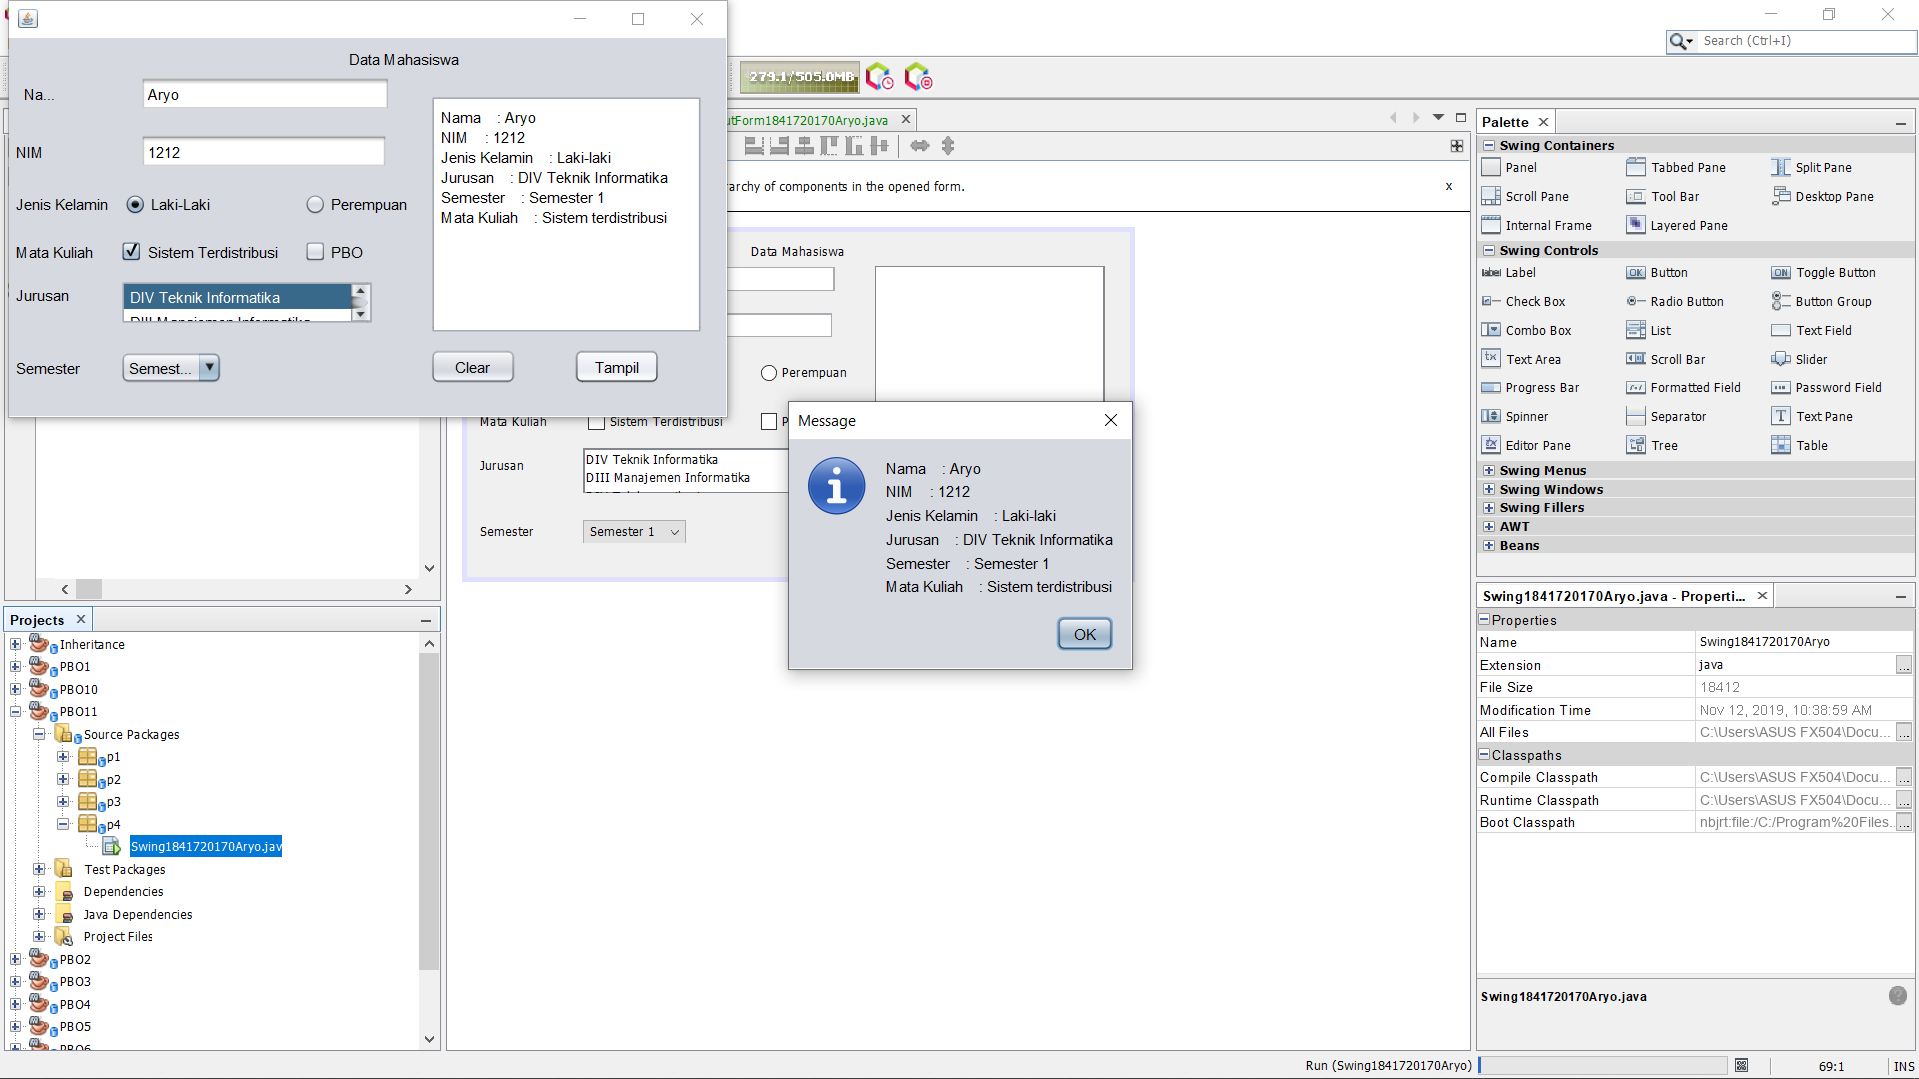 Data Mahasiswa
Na...
Aryo
NIM
1212
Jenis Kelamin
Laki-Laki
Perempuan
Mata Kuliah
Sistem Terdistribusi
PBO
Jurusan
DIV Teknik Informatika
DIII Manajemen Informatika
Semester
Semest...
Nama : Aryo
NIM : 1212
Jenis Kelamin : Laki-laki
Jurusan : DIV Teknik Informatika
Semester : Semester 1
Mata Kuliah : Sistem terdistribusi
Clear
Tampil
Search (Ctrl+I)
279.1/505.0MB
utForm1841720170Aryo.java
rarchy of components in the opened form.
x
Data Mahasiswa
Perempuan
Mata Kuliah
Sistem Terdistribusi
P
Jurusan
DIV Teknik Informatika
DIII Manajemen Informatika
Semester
Semester 1
Message
Nama : Aryo
NIM : 1212
Jenis Kelamin : Laki-laki
Jurusan : DIV Teknik Informatika
Semester : Semester 1
Mata Kuliah : Sistem terdistribusi
OK
Projects
Inheritance
PBO1
PBO10
PBO11
Source Packages
p1
p2
p3
p4
Swing1841720170Aryo.jav
Test Packages
Dependencies
Java Dependencies
Project Files
PBO2
PBO3
PBO4
PBO5
PBO6
Palette
Swing Containers
Panel
Tabbed Pane
Split Pane
Scroll Pane
Tool Bar
Desktop Pane
Internal Frame
Layered Pane
Swing Controls
label Label
OK Button
ON Toggle Button
Check Box
Radio Button
Button Group
Combo Box
List
Text Field
Text Area
Scroll Bar
Slider
Progress Bar
Formatted Field
Password Field
Spinner
Separator
Text Pane
Editor Pane
Tree
Table
Swing Menus
Swing Windows
Swing Fillers
AWT
Beans
Swing1841720170Aryo.java - Properti...
Properties
Name
Swing1841720170Aryo
Extension
java
...
File Size
18412
Modification Time
Nov 12, 2019, 10:38:59 AM
All Files
C:\Users\ASUS FX504\Docu...
...
Classpaths
Compile Classpath
C:\Users\ASUS FX504\Docu...
...
Runtime Classpath
C:\Users\ASUS FX504\Docu...
...
Boot Classpath
nbjrt:file:/C:/Program%20Files...
...
Swing1841720170Aryo.java
?
Run (Swing1841720170Aryo)
69:1
INS